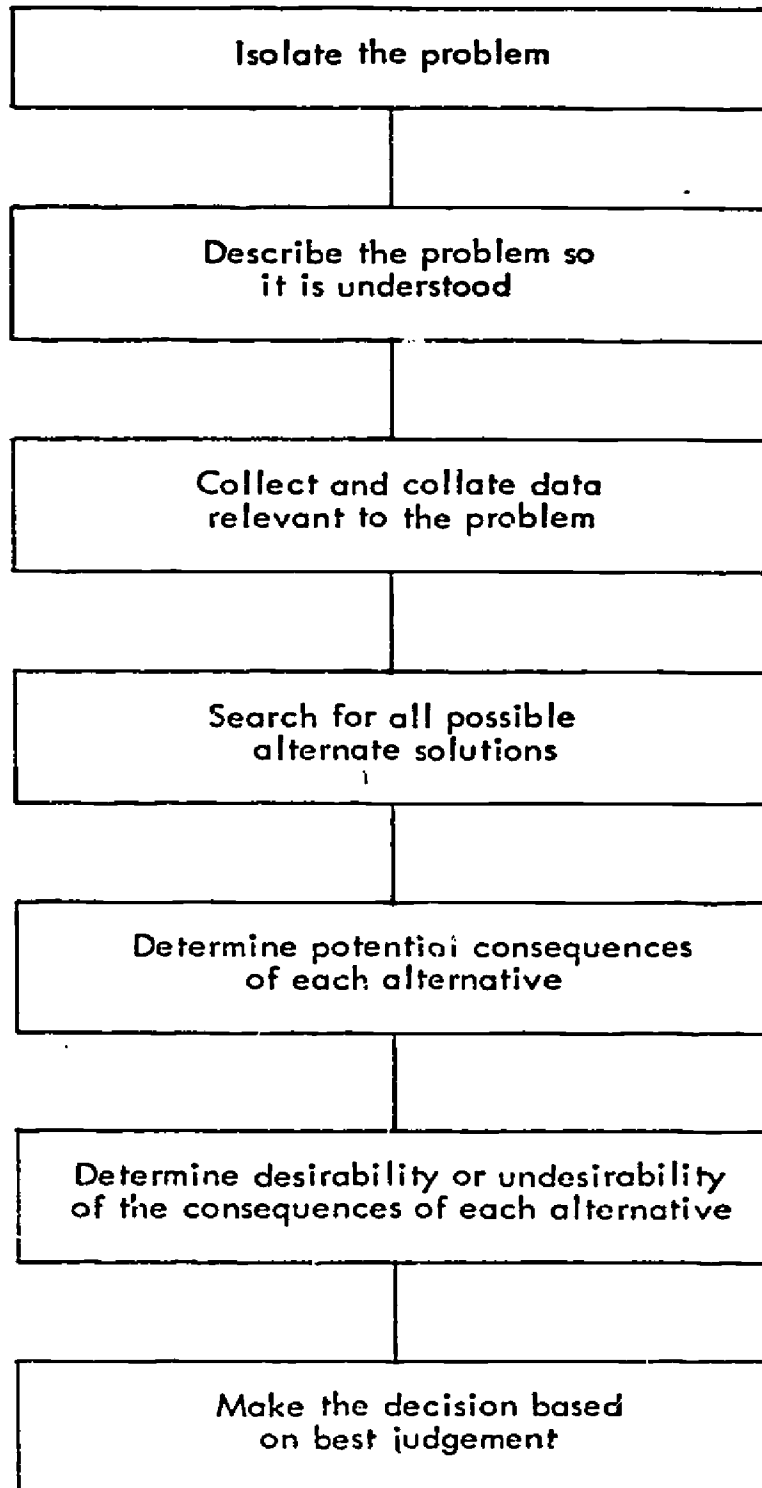 Isolate the problem
Describe the problem so
it is understood
Collect and collate data
relevant to the problem
Search for all possible
alternate solutions
Determine potential consequences
of each alternative
Determine desirability or undesirability
of the consequences of each alternative
Make the decision based
on best judgement